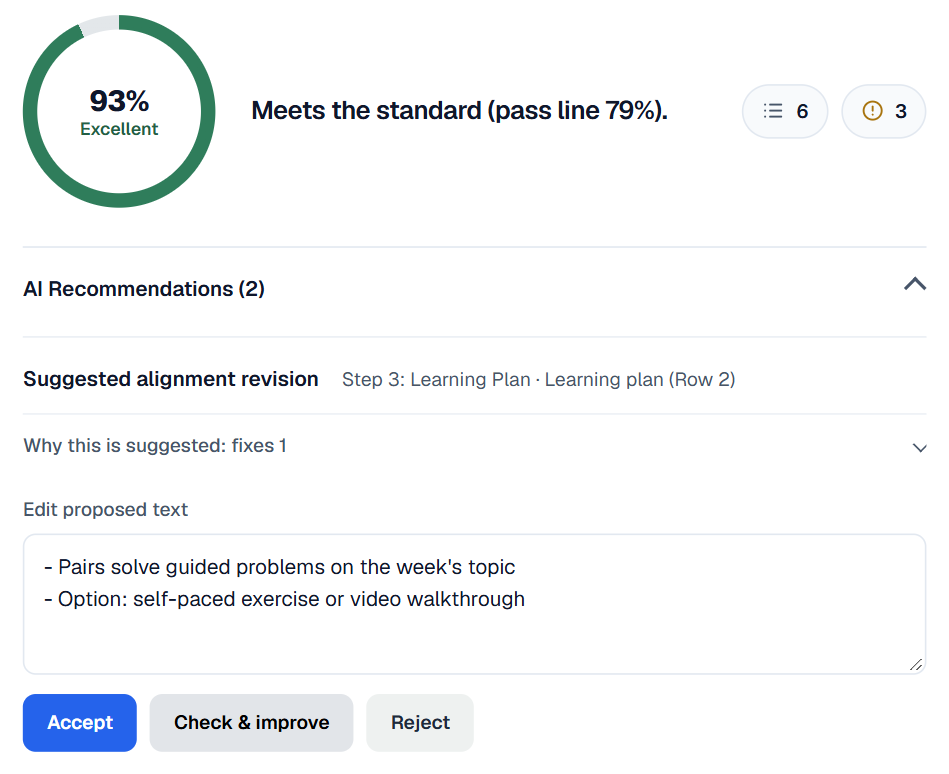 93%
Excellent
Meets the standard (pass line 79%).
6
3
AI Recommendations (2)
Suggested alignment revision
Step 3: Learning Plan · Learning plan (Row 2)
Why this is suggested: fixes 1
Edit proposed text
- Pairs solve guided problems on the week's topic
- Option: self-paced exercise or video walkthrough
Accept
Check & improve
Reject